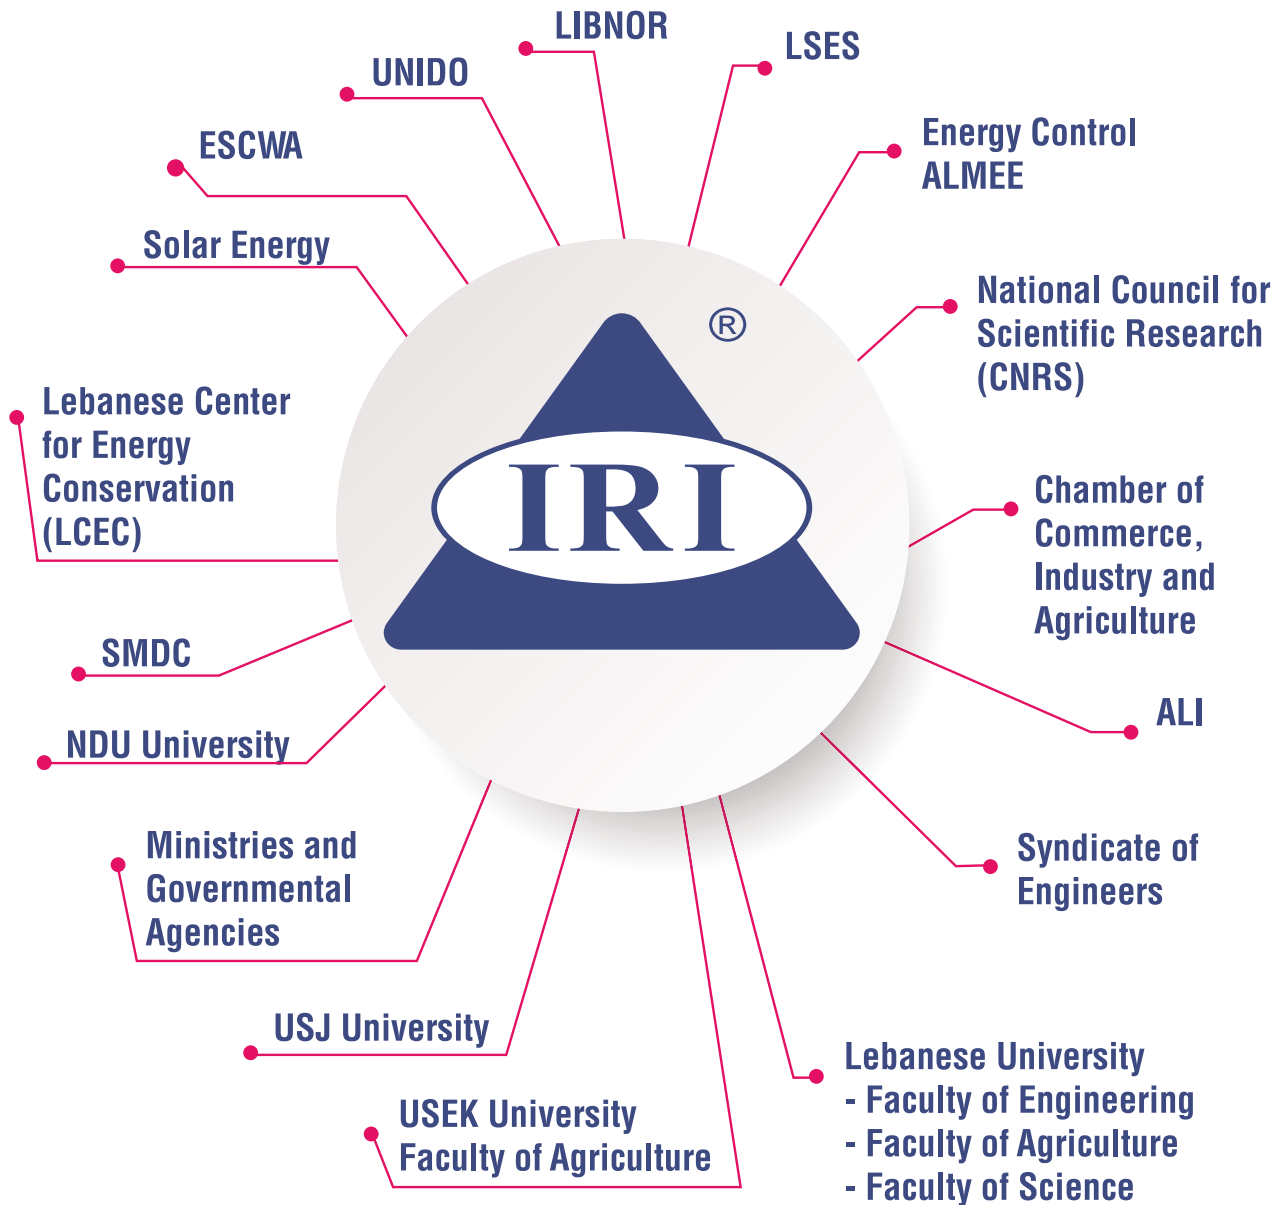 LIBNOR
LSES
UNIDO
Energy Control
ALMEE
ESCWA
Solar Energy
National Council for
Scientific Research
(CNRS)
®
IRI
Lebanese Center
for Energy
Conservation
(LCEC)
Chamber of
Commerce,
Industry and
Agriculture
SMDC
ALI
NDU University
Ministries and
Governmental
Agencies
Syndicate of
Engineers
USJ University
Lebanese University
- Faculty of Engineering
- Faculty of Agriculture
- Faculty of Science
USEK University
Faculty of Agriculture